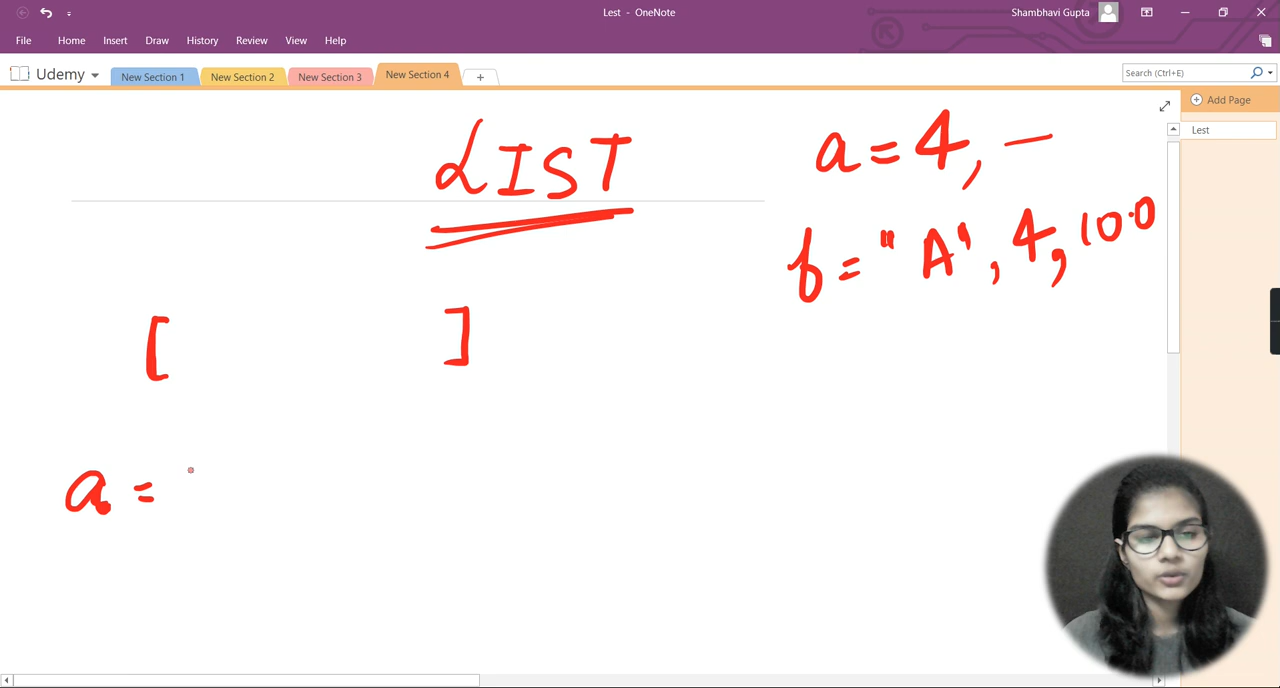 Lest - OneNote
Shambhavi Gupta
File Home Insert Draw History Review View Help
Udemy New Section 1 New Section 2 New Section 3 New Section 4 +
Search (Ctrl+E)
Add Page
Lest
LIST
a = 4, —
b = "A", 4, 10.0
[ ]
a =